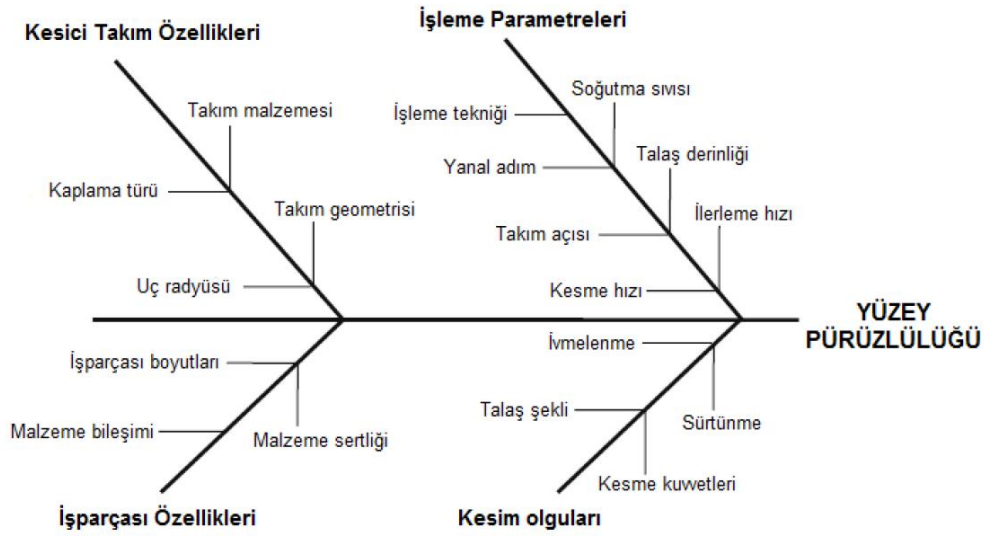 Kesici Takım Özellikleri
Takım malzemesi
Kaplama türü
Takım geometrisi
Uç radyüsü
İşleme Parametreleri
Soğutma sıvısı
İşleme tekniği
Talaş derinliği
Yanal adım
İlerleme hızı
Takım açısı
Kesme hızı
YÜZEY
PÜRÜZLÜLÜĞÜ
İşparçası boyutları
Malzeme bileşimi
Malzeme sertliği
İşparçası Özellikleri
İvmelenme
Talaş şekli
Sürtünme
Kesme kuvvetleri
Kesim olguları